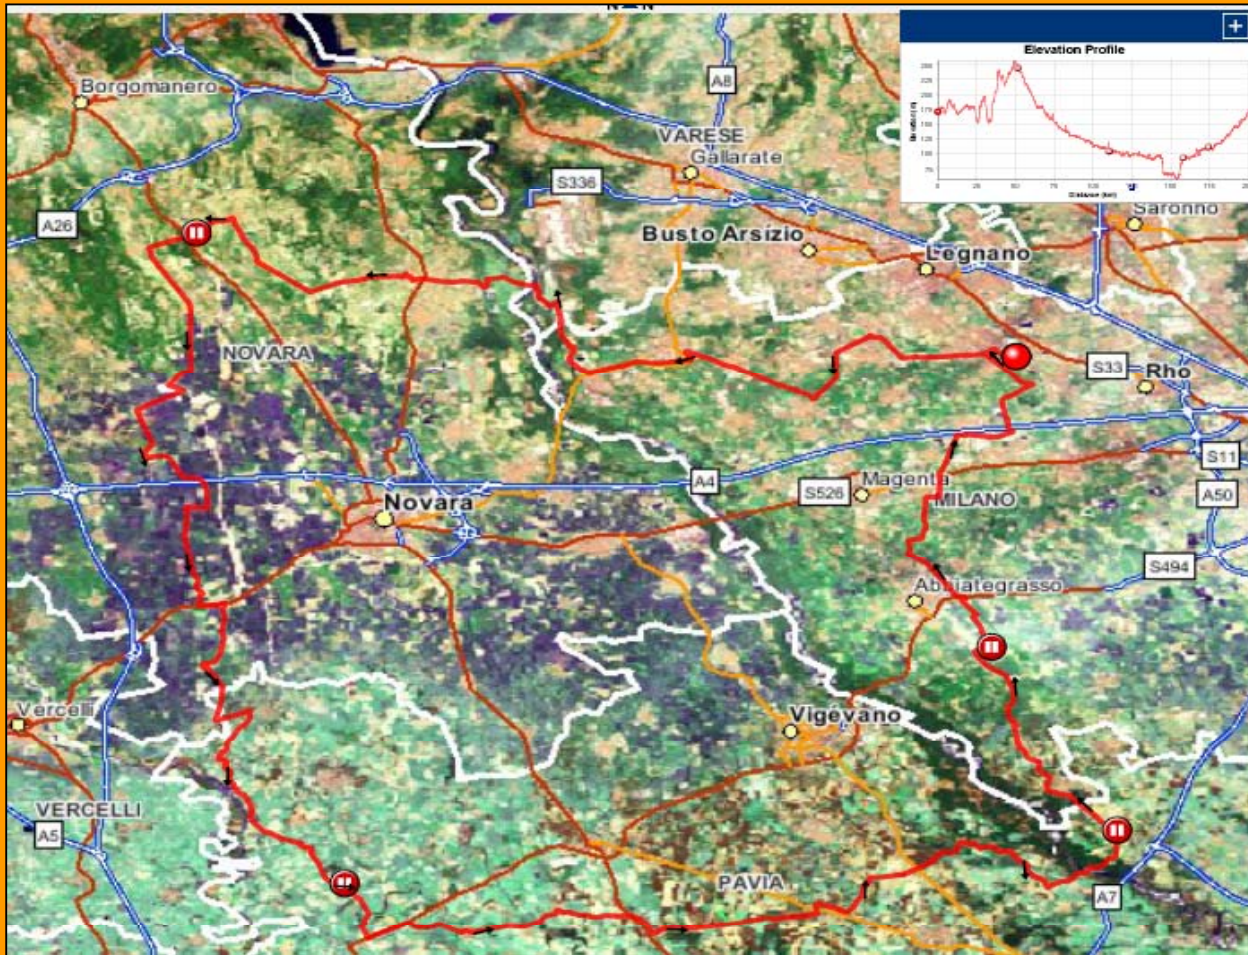 N N
+
Elevation Profile
A8
Borgomanero
VARESE
Gallarate
S336
Saronno
A26
Busto Arsizio
Legnano
NOVARA
S33
Rho
S11
A4
Magenta
S526
A50
Novara
MILANO
S494
Abbiategrasso
Vercelli
Vigévano
VERCELLI
A5
PAVIA
A7